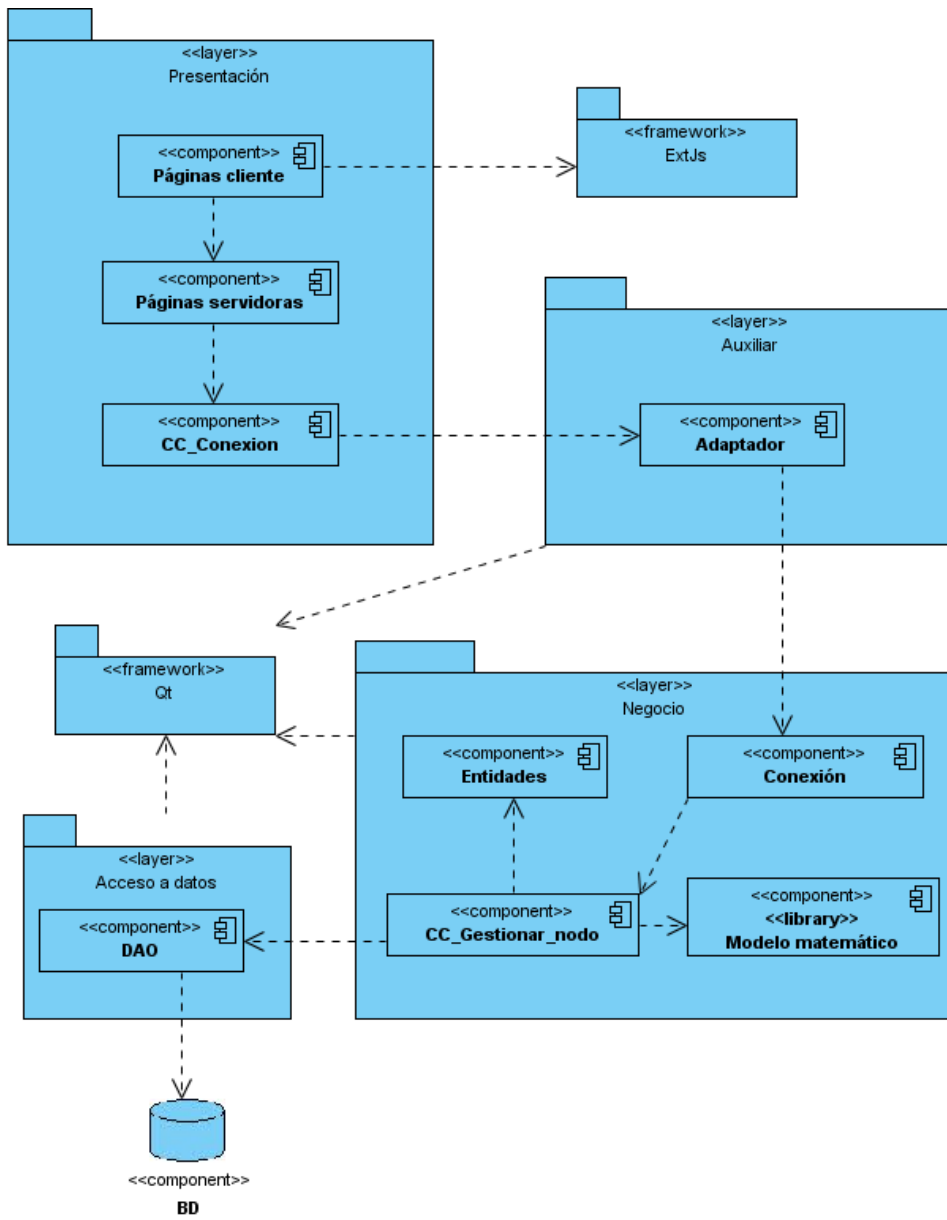 <<layer>>
Presentación
<<component>>
Páginas cliente
<<framework>>
ExtJs
<<component>>
Páginas servidoras
<<layer>>
Auxiliar
<<component>>
CC_Conexion
<<component>>
Adaptador
<<framework>>
Qt
<<layer>>
Negocio
<<component>>
Entidades
<<component>>
Conexión
<<layer>>
Acceso a datos
<<component>>
DAO
<<component>>
CC_Gestionar_nodo
<<component>>
<<library>>
Modelo matemático
<<component>>
BD